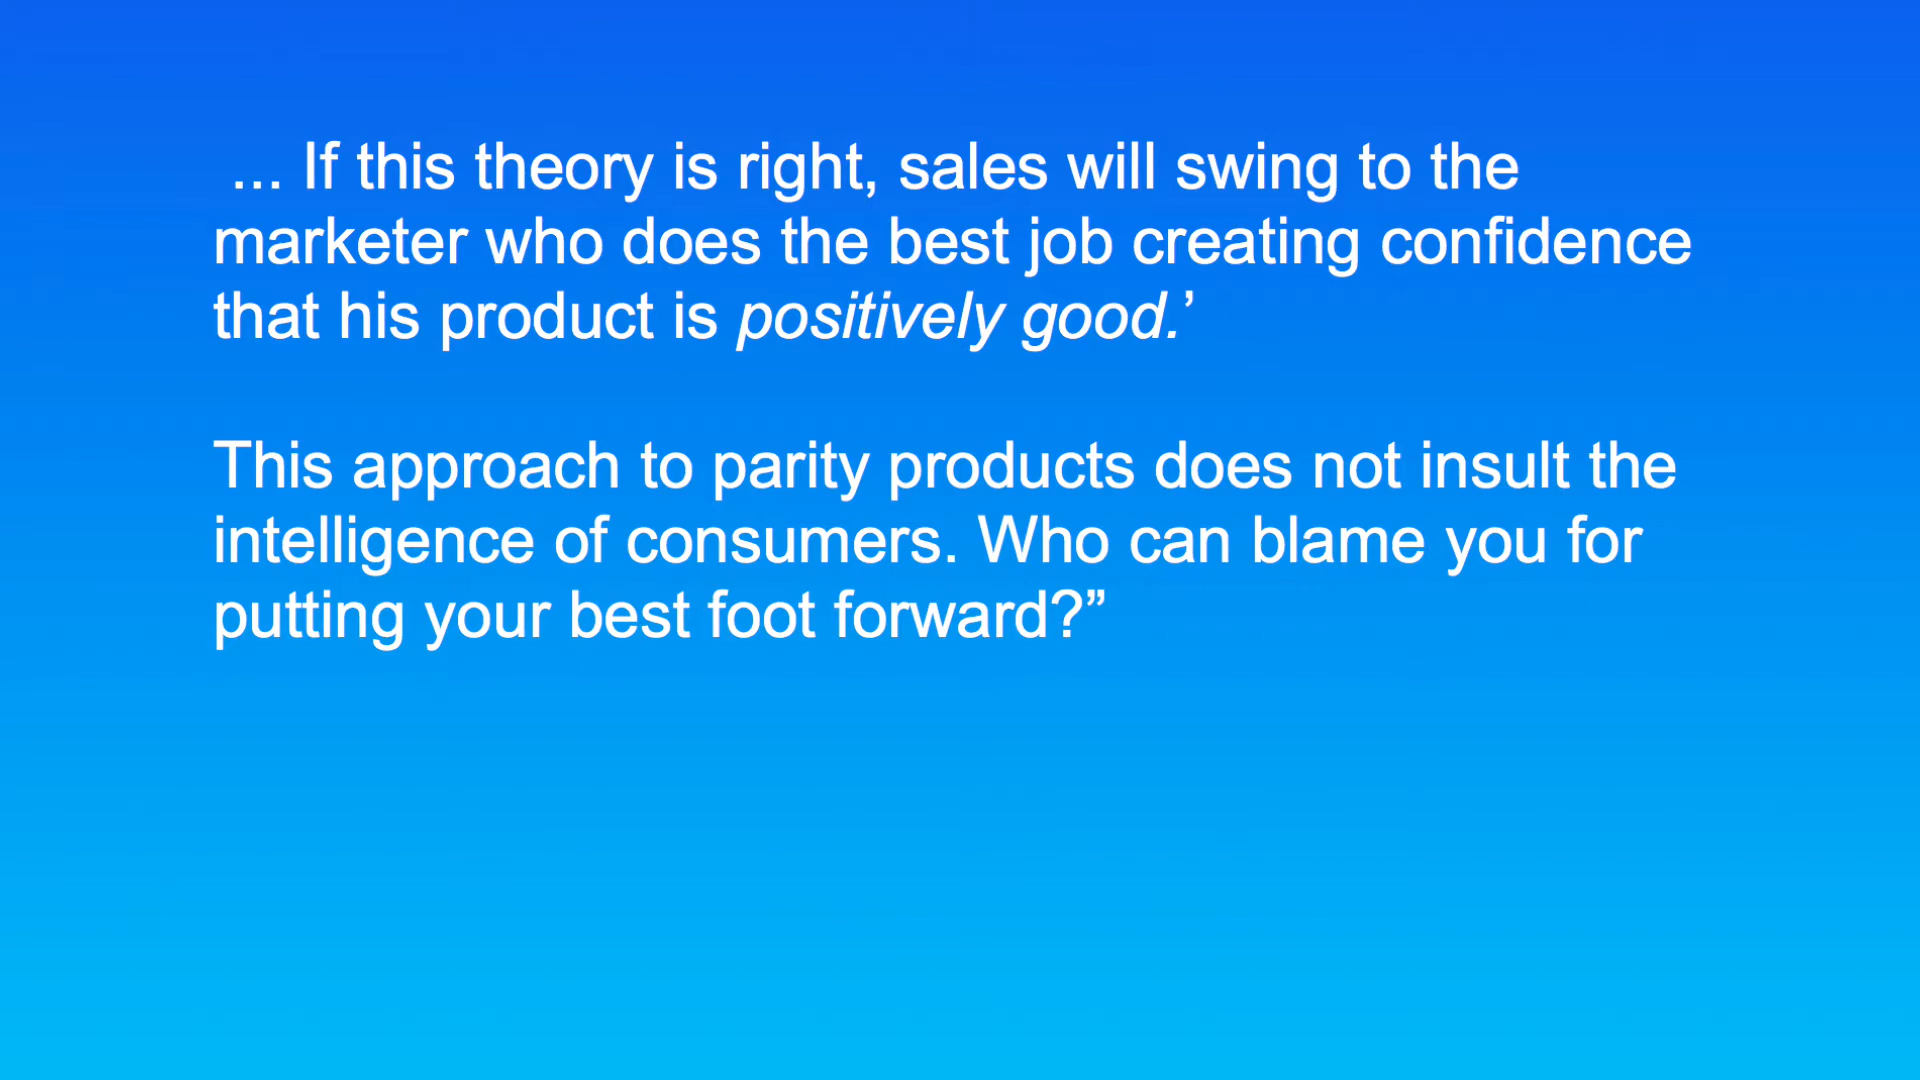 ... If this theory is right, sales will swing to the
marketer who does the best job creating confidence
that his product is positively good.’
This approach to parity products does not insult the
intelligence of consumers. Who can blame you for
putting your best foot forward?”